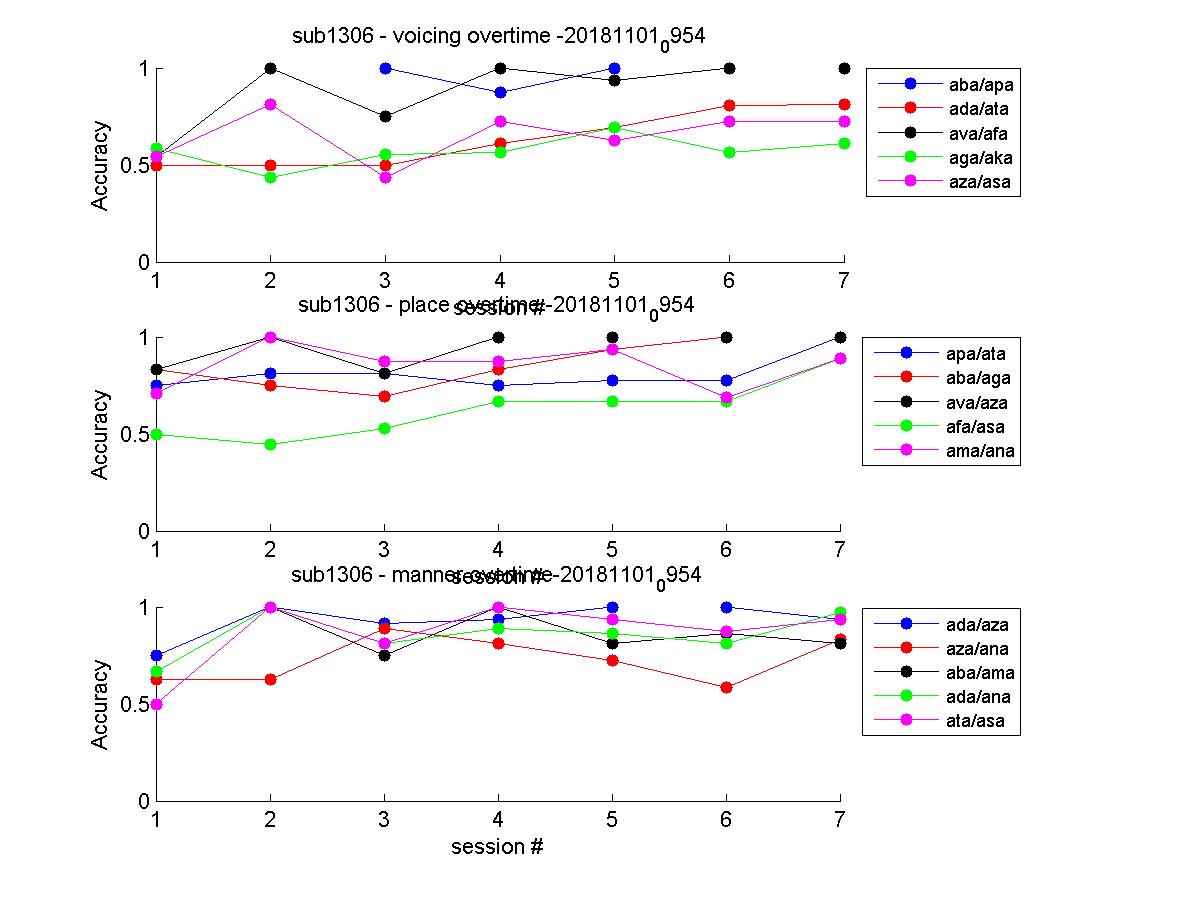 sub1306 - voicing overtime -20181101_0954
1
0.5
0
Accuracy
1 2 3 4 5 6 7
session #
aba/apa
ada/ata
ava/afa
aga/aka
aza/asa
sub1306 - place overtime -20181101_0954
1
0.5
0
Accuracy
1 2 3 4 5 6 7
session #
apa/ata
aba/aga
ava/aza
afa/asa
ama/ana
sub1306 - manner overtime -20181101_0954
1
0.5
0
Accuracy
1 2 3 4 5 6 7
session #
ada/aza
aza/ana
aba/ama
ada/ana
ata/asa